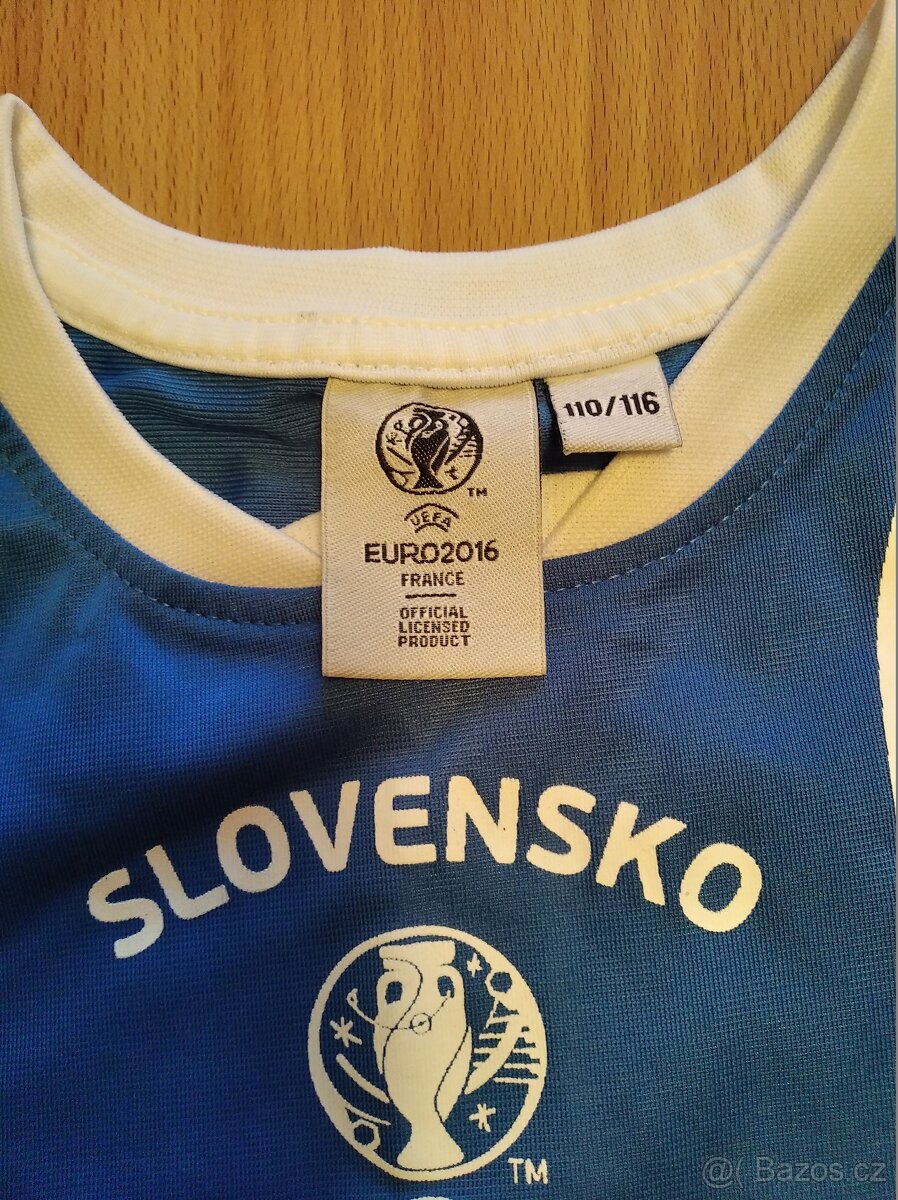 110/116
TM
UEFA
EURO2016
FRANCE
OFFICIAL
LICENSED
PRODUCT
SLOVENSKO
TM
@( Bazos.cz